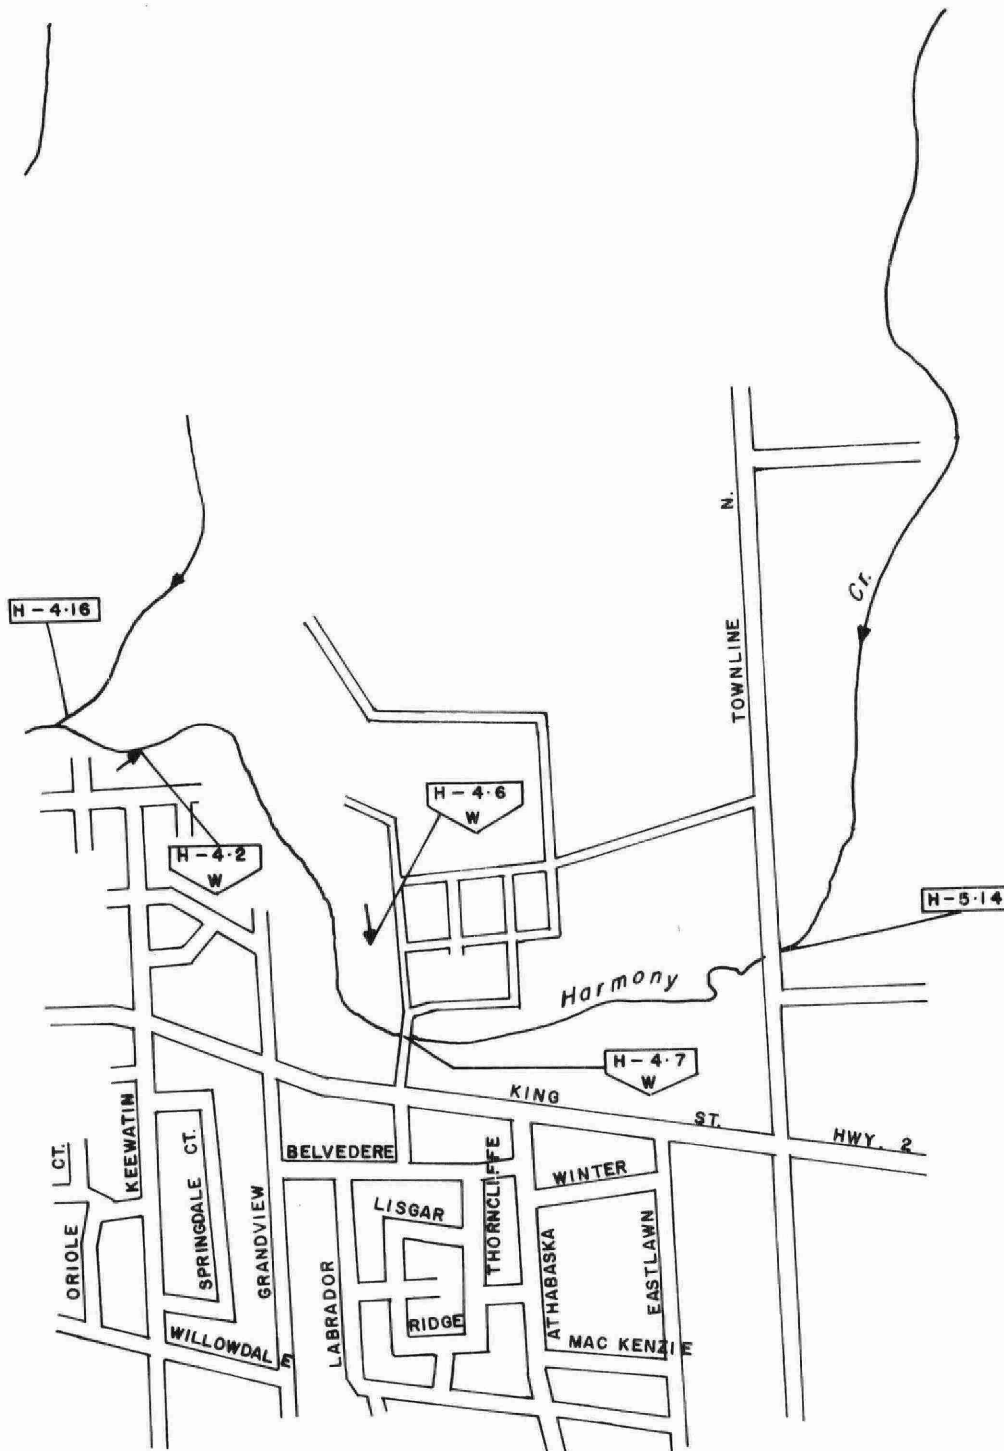 N.
Cr.
H-4·16
TOWNLINE
H-4·6
W
H-4·2
W
H-5·14
Harmony
H-4·7
W
KING ST. HWY. 2
KEEWATIN
CT.
SPRINGDALE CT.
BELVEDERE
THORNCLIFFE
WINTER
LISGAR
ORIOLE
GRANDVIEW
LABRADOR
ATHABASKA
EASTLAWN
RIDGE
WILLOWDALE
MAC KENZIE